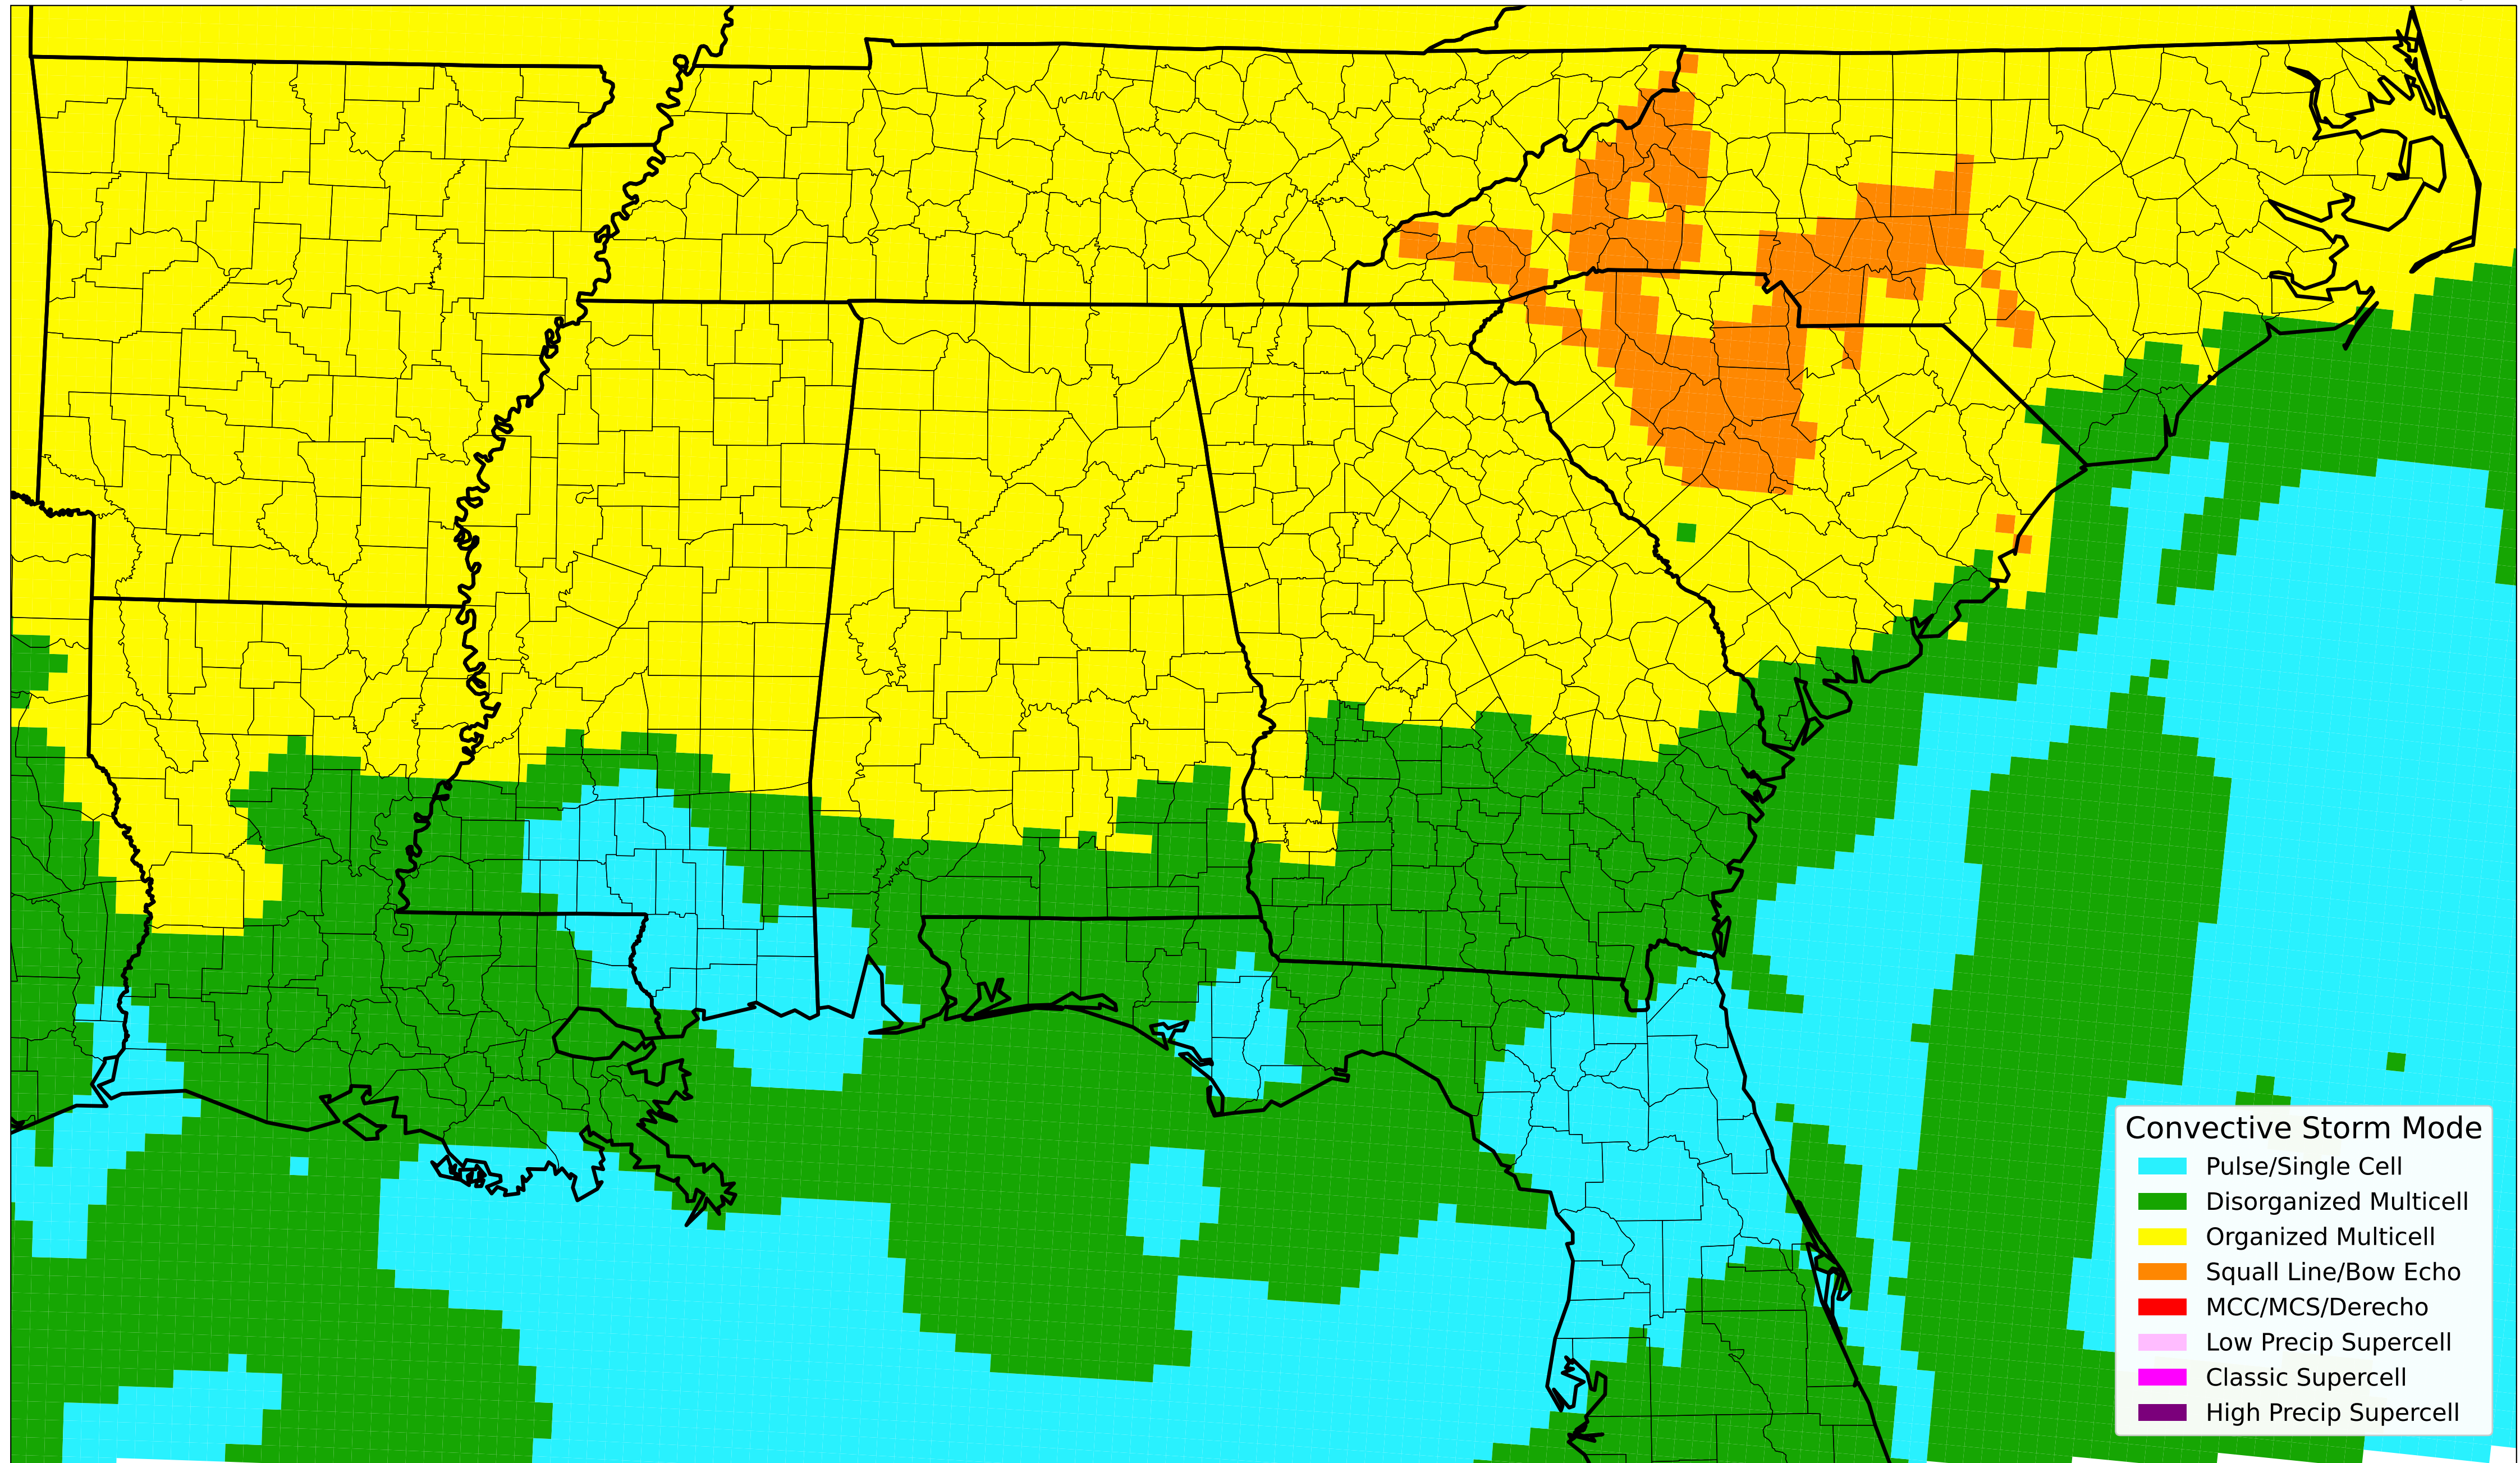 Convective Storm Mode
Pulse/Single Cell
Disorganized Multicell
Organized Multicell
Squall Line/Bow Echo
MCC/MCS/Derecho
Low Precip Supercell
Classic Supercell
High Precip Supercell